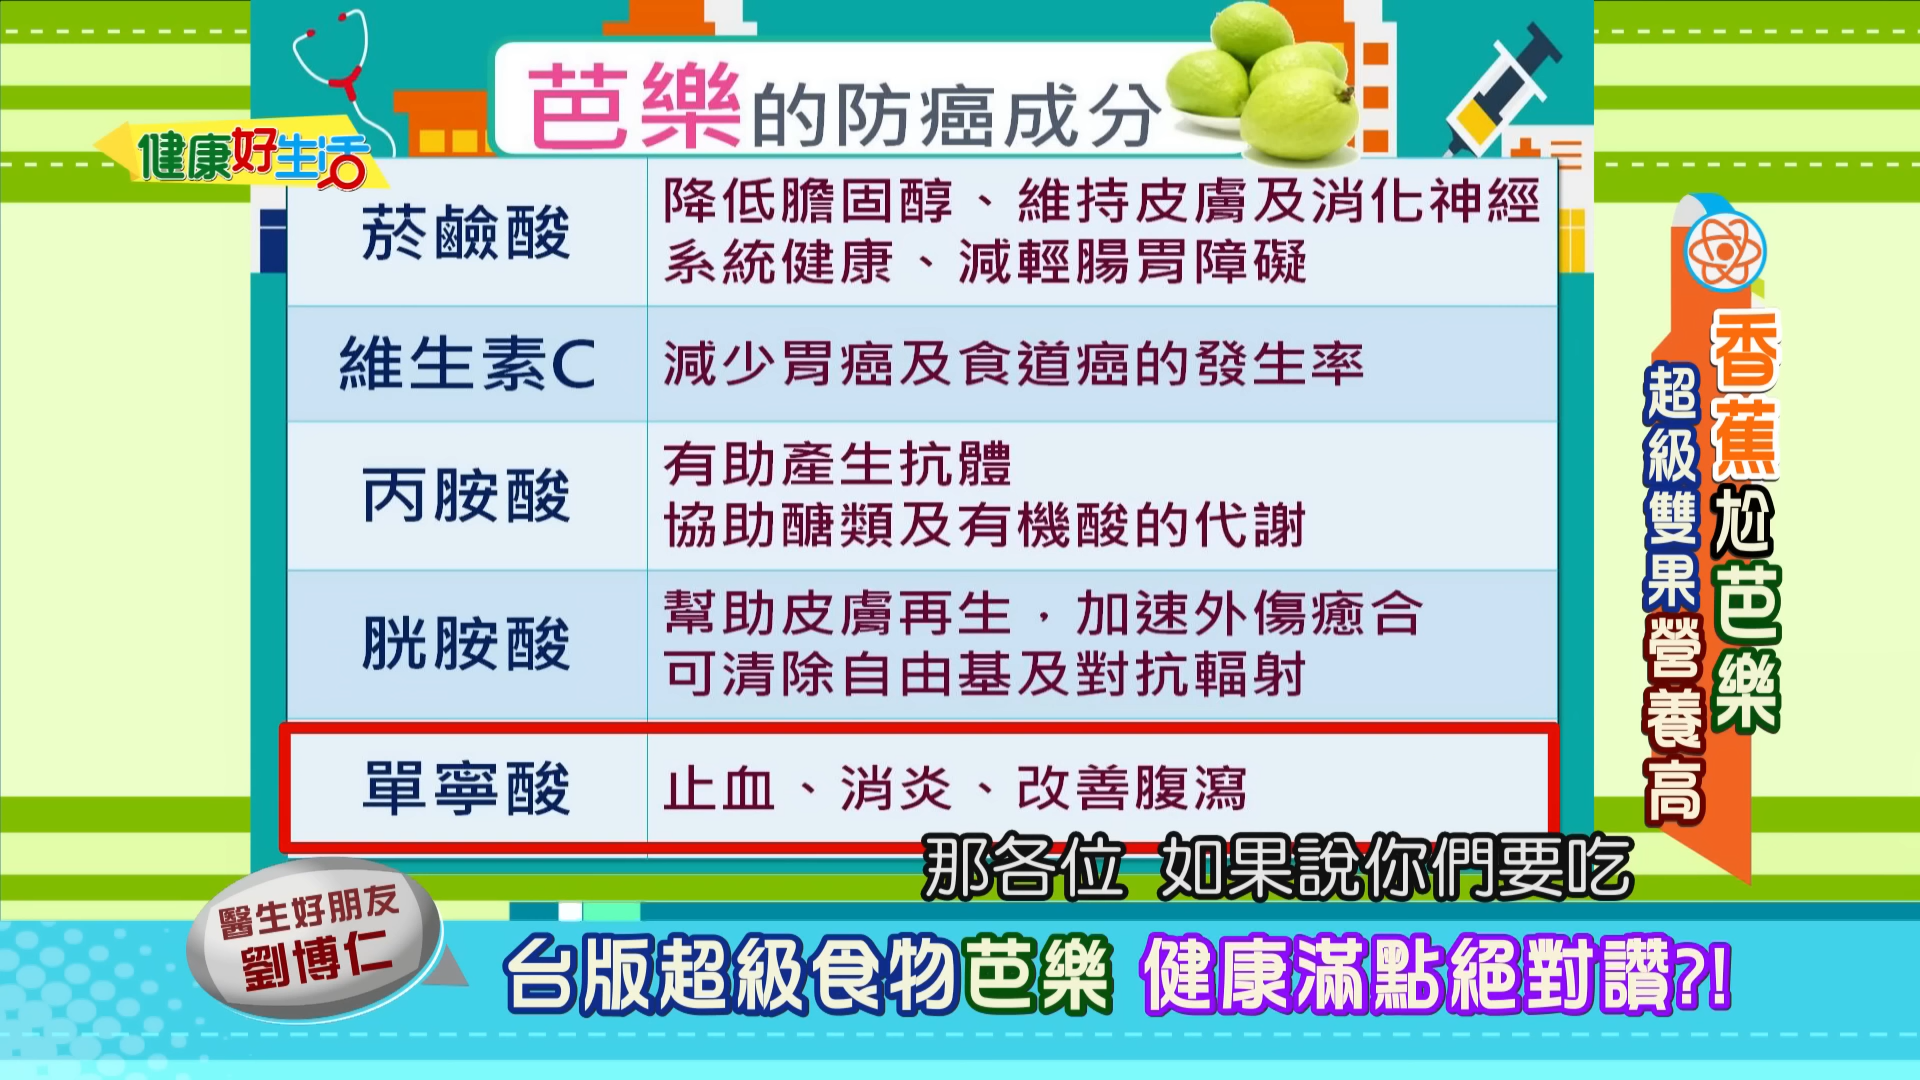 芭樂的防癌成分
健康好生活
菸鹼酸
降低膽固醇、維持皮膚及消化神經
系統健康、減輕腸胃障礙
維生素C
減少胃癌及食道癌的發生率
丙胺酸
有助產生抗體
協助醣類及有機酸的代謝
胱胺酸
幫助皮膚再生，加速外傷癒合
可清除自由基及對抗輻射
單寧酸
止血、消炎、改善腹瀉
香蕉尬芭樂
超級雙果營養高
那各位 如果說你們要吃
醫生好朋友
劉博仁
台版超級食物芭樂 健康滿點絕對讚?!